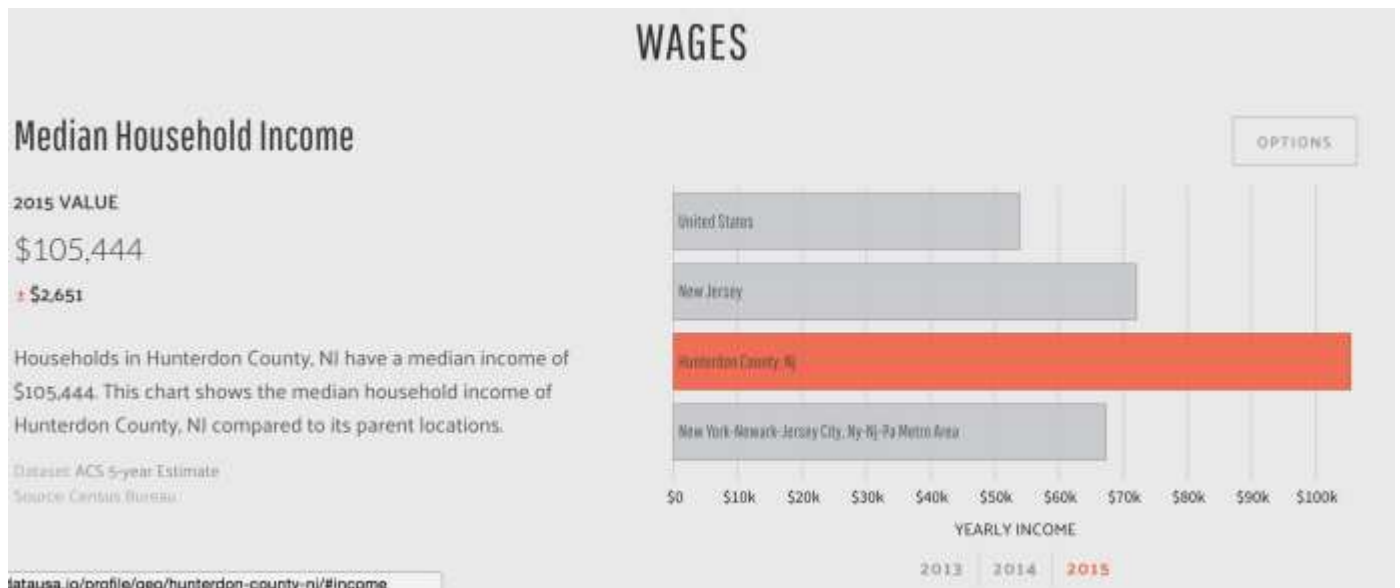 WAGES
Median Household Income
OPTIONS
2015 VALUE
$105,444
± $2,651
Households in Hunterdon County, NJ have a median income of
$105,444. This chart shows the median household income of
Hunterdon County, NJ compared to its parent locations.
Dataset: ACS 5-year Estimate
Source: Census Bureau
United States
New Jersey
Hunterdon County, Nj
New York-Newark-Jersey City, Ny-Nj-Pa Metro Area
$0 $10k $20k $30k $40k $50k $60k $70k $80k $90k $100k
YEARLY INCOME
2013 2014 2015
datausa.io/profile/geo/hunterdon-county-nj/#income